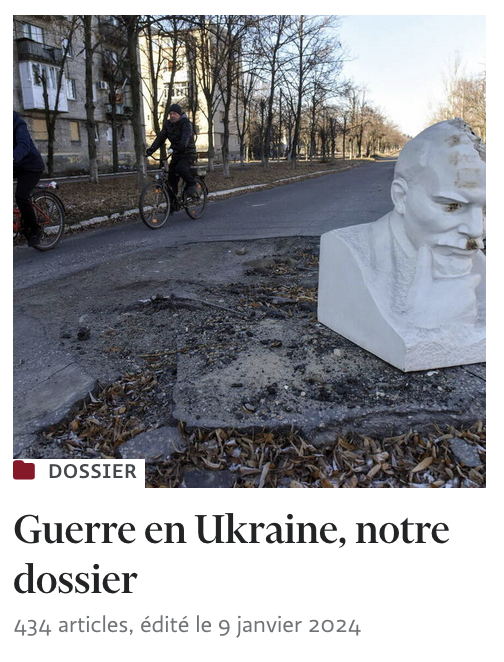 DOSSIER
Guerre en Ukraine, notre
dossier
434 articles, édité le 9 janvier 2024